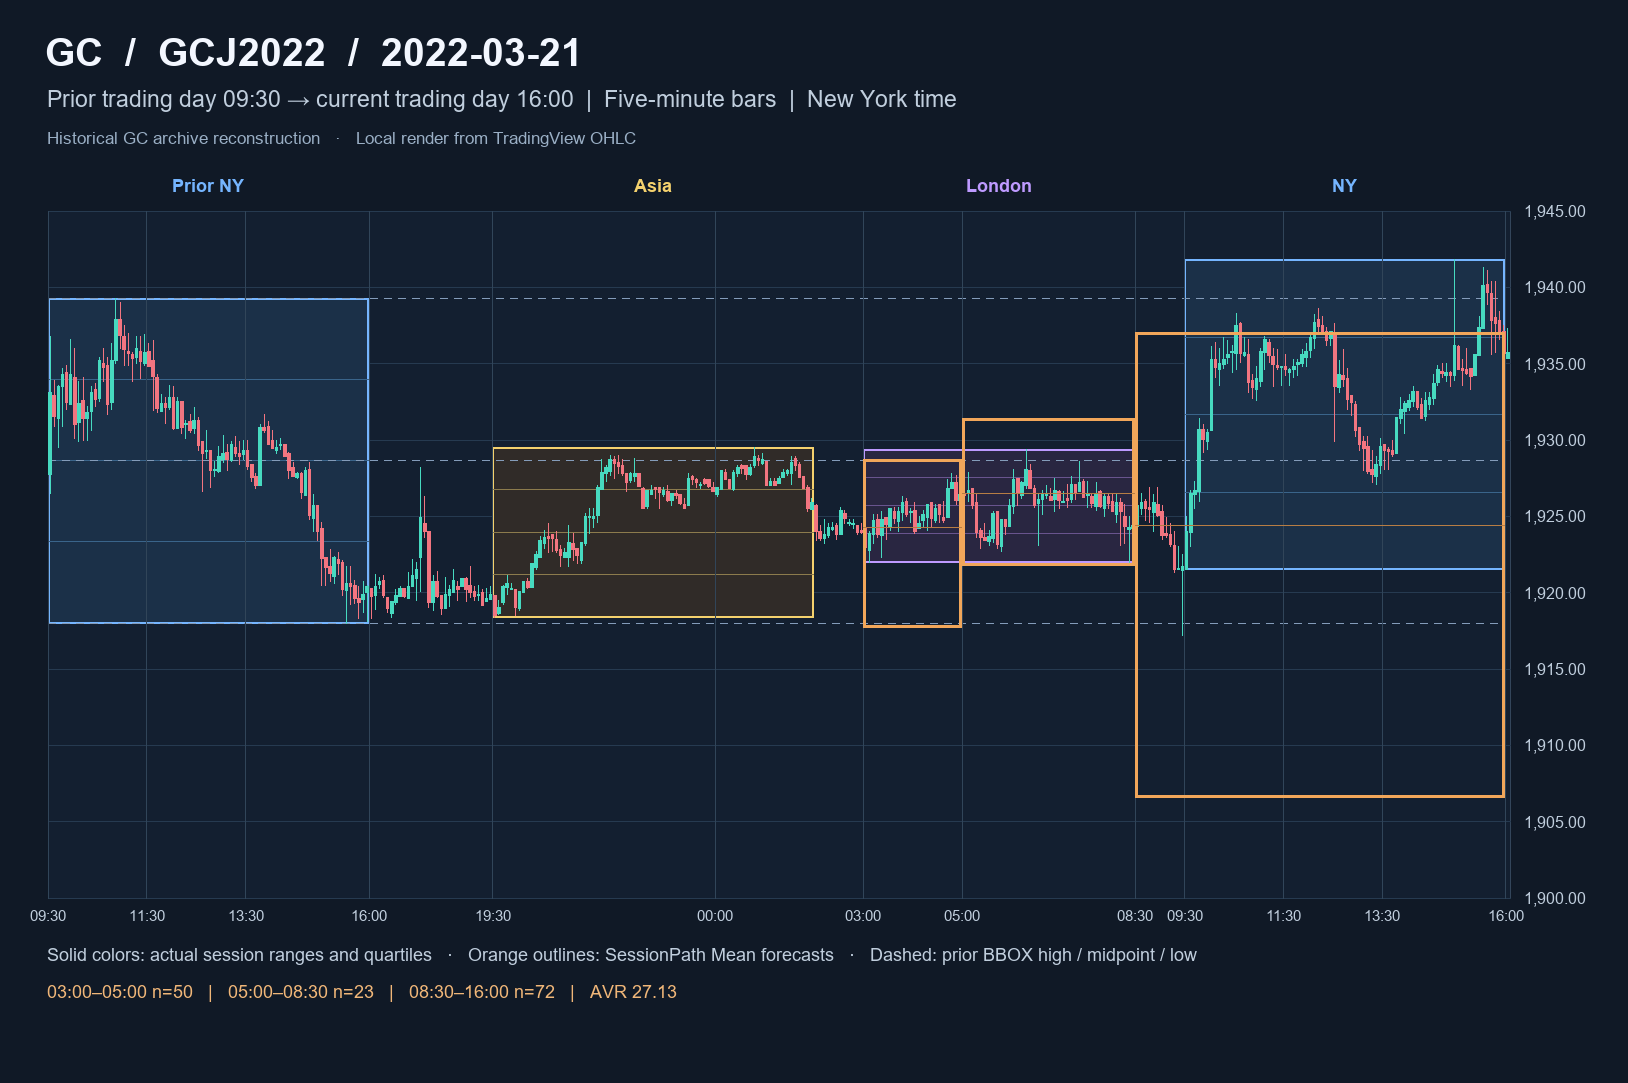 GC / GCJ2022 / 2022-03-21
Prior trading day 09:30 → current trading day 16:00 | Five-minute bars | New York time
Historical GC archive reconstruction · Local render from TradingView OHLC
Prior NY Asia London NY
1,945.00
1,940.00
1,935.00
1,930.00
1,925.00
1,920.00
1,915.00
1,910.00
1,905.00
1,900.00
09:30 11:30 13:30 16:00 19:30 00:00 03:00 05:00 08:30 09:30 11:30 13:30 16:00
Solid colors: actual session ranges and quartiles · Orange outlines: SessionPath Mean forecasts · Dashed: prior BBOX high / midpoint / low
03:00–05:00 n=50 | 05:00–08:30 n=23 | 08:30–16:00 n=72 | AVR 27.13